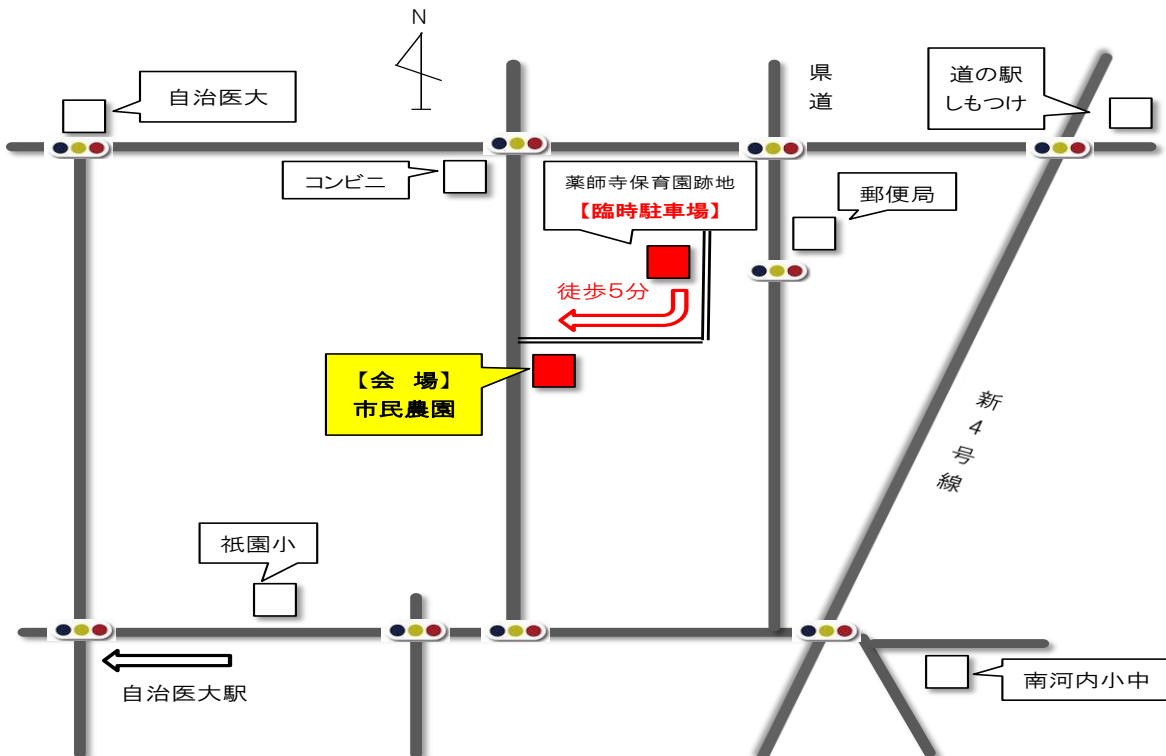 N
自治医大
県道
道の駅
しもつけ
コンビニ
薬師寺保育園跡地
【臨時駐車場】
郵便局
徒歩5分
【会 場】
市民農園
新4号線
祇園小
自治医大駅
南河内小中